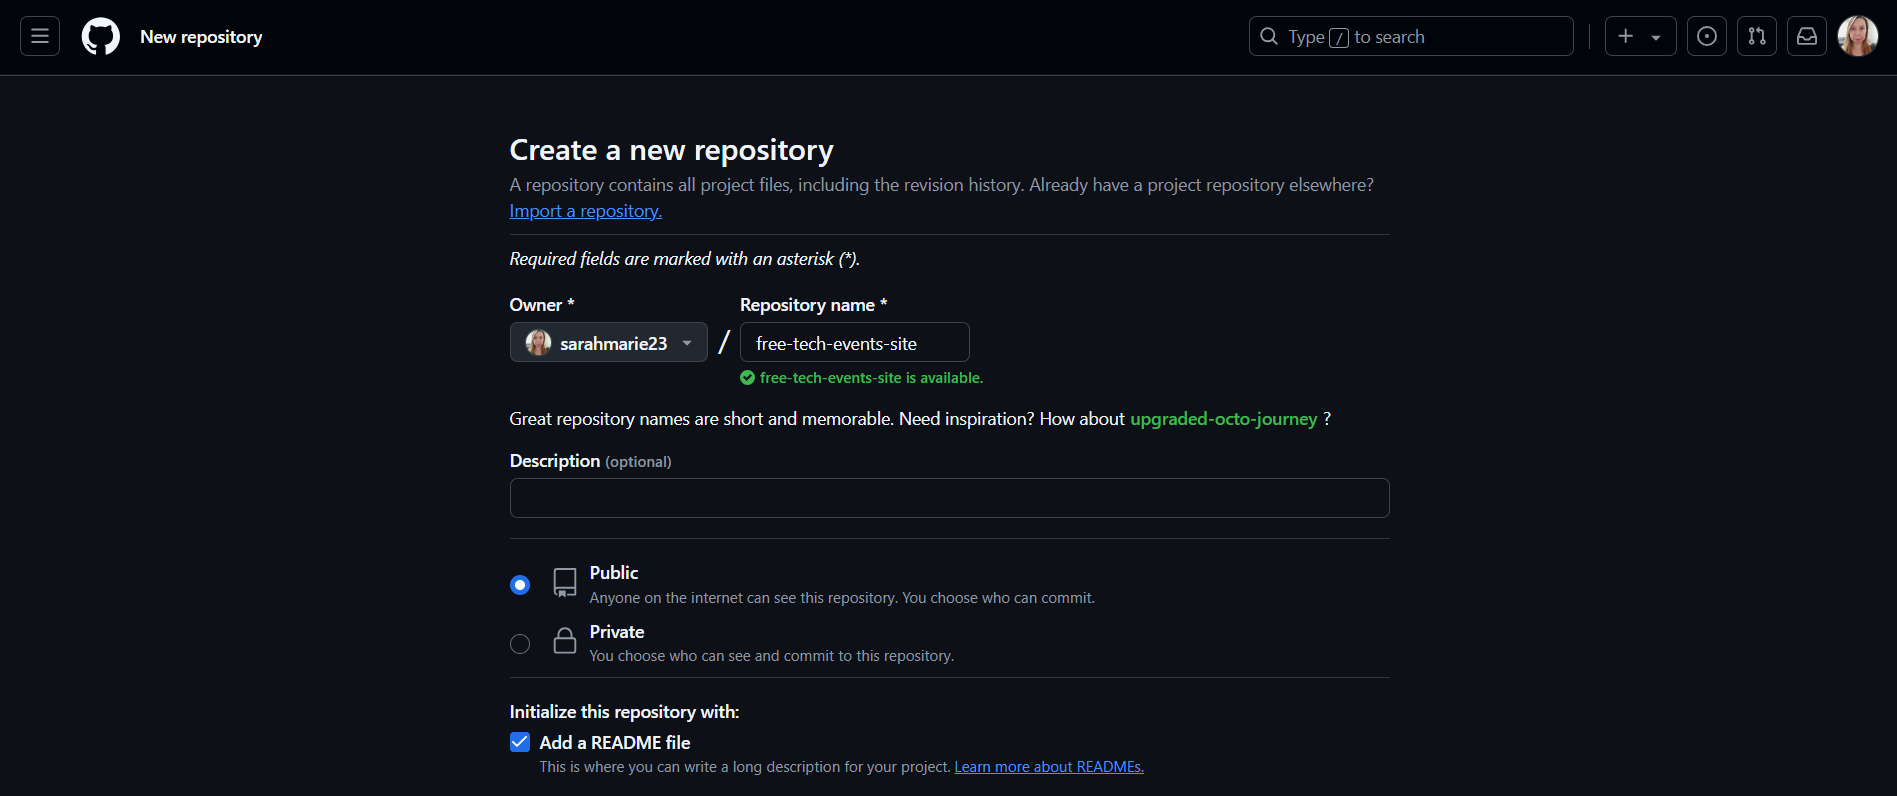 New repository
Type / to search
Create a new repository
A repository contains all project files, including the revision history. Already have a project repository elsewhere?
Import a repository.
Required fields are marked with an asterisk (*).
Owner *
Repository name *
sarahmarie23
/
free-tech-events-site
free-tech-events-site is available.
Great repository names are short and memorable. Need inspiration? How about upgraded-octo-journey ?
Description (optional)
Public
Anyone on the internet can see this repository. You choose who can commit.
Private
You choose who can see and commit to this repository.
Initialize this repository with:
Add a README file
This is where you can write a long description for your project. Learn more about READMEs.